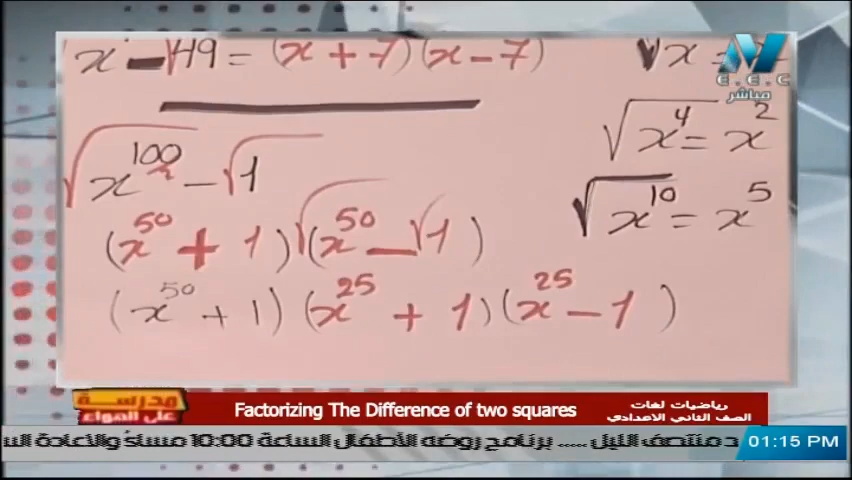 x - √49 = (x + 7)(x - 7)
E.E.C
مباشر
√x⁴ = x²
√x¹⁰⁰ - √1
√x¹⁰ = x⁵
(x⁵⁰ + 1)(√x⁵⁰ - √1)
(x⁵⁰ + 1)(x²⁵ + 1)(x²⁵ - 1)
مدرسة
على الهواء
Factorizing The Difference of two squares
رياضيات لغات
الصف الثاني الاعدادي
د منتصف الليل ..... برنامج روضه الأطفال الساعة 10:00 مساءً والاعادة السا
01:15 PM